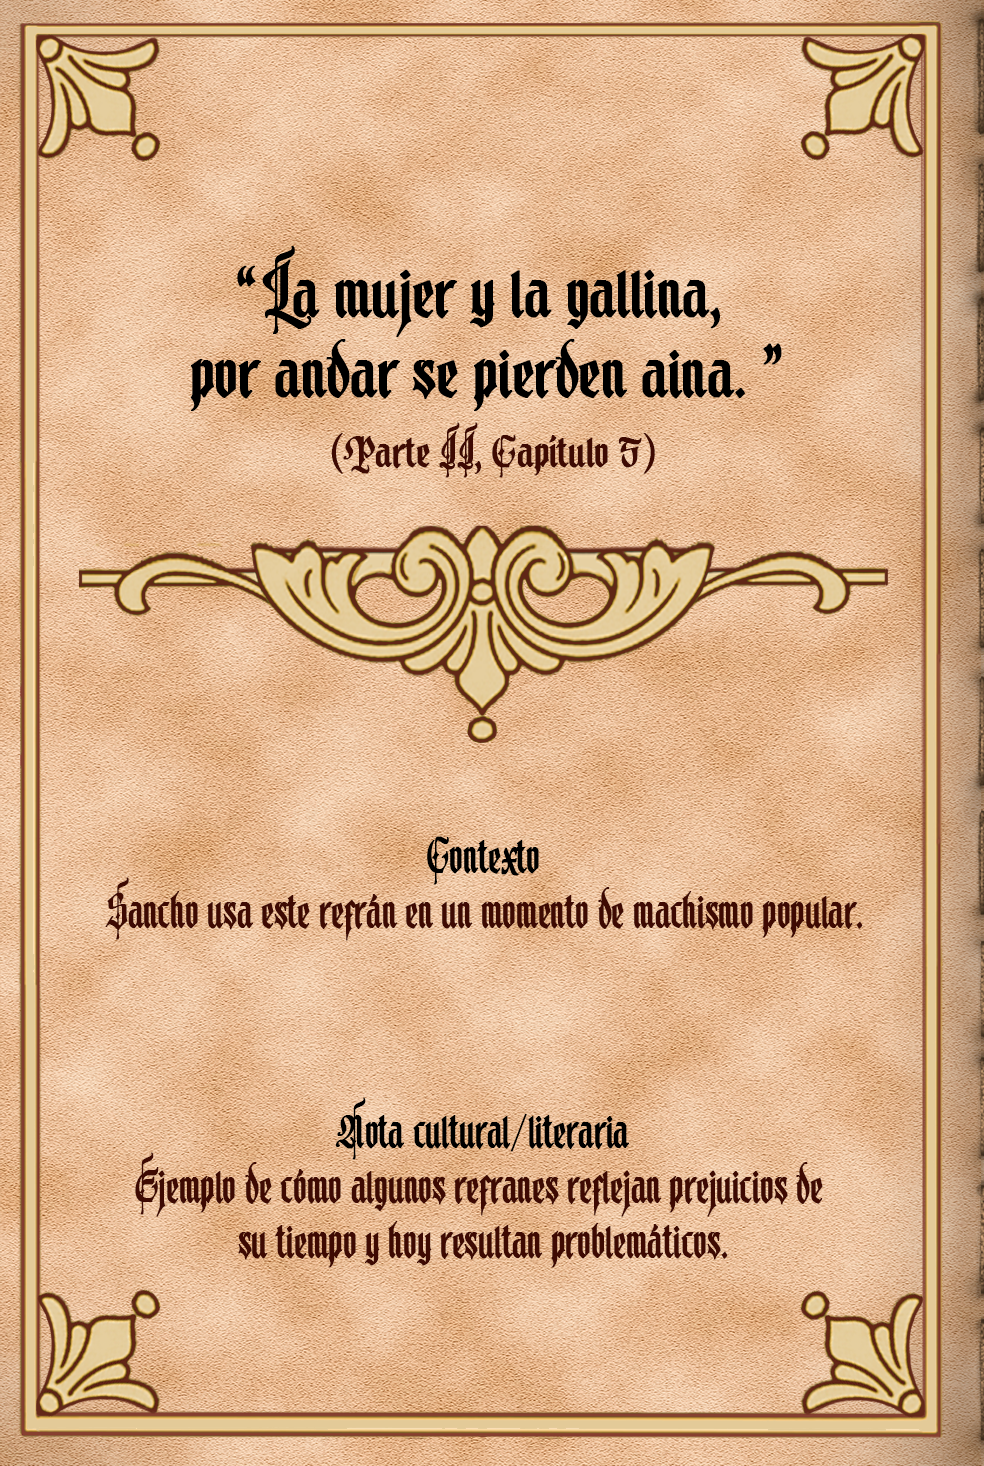 “La mujer y la gallina,
por andar se pierden aina. ”
(Parte II, Capítulo 5)
Contexto
Sancho usa este refrán en un momento de machismo popular.
Nota cultural/literaria
Ejemplo de cómo algunos refranes reflejan prejuicios de
su tiempo y hoy resultan problemáticos.